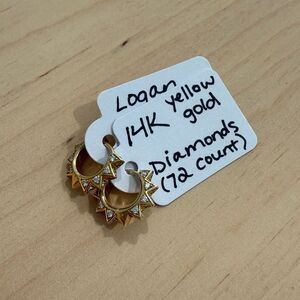 Logan
14K yellow
gold
Diamonds
(72 count)